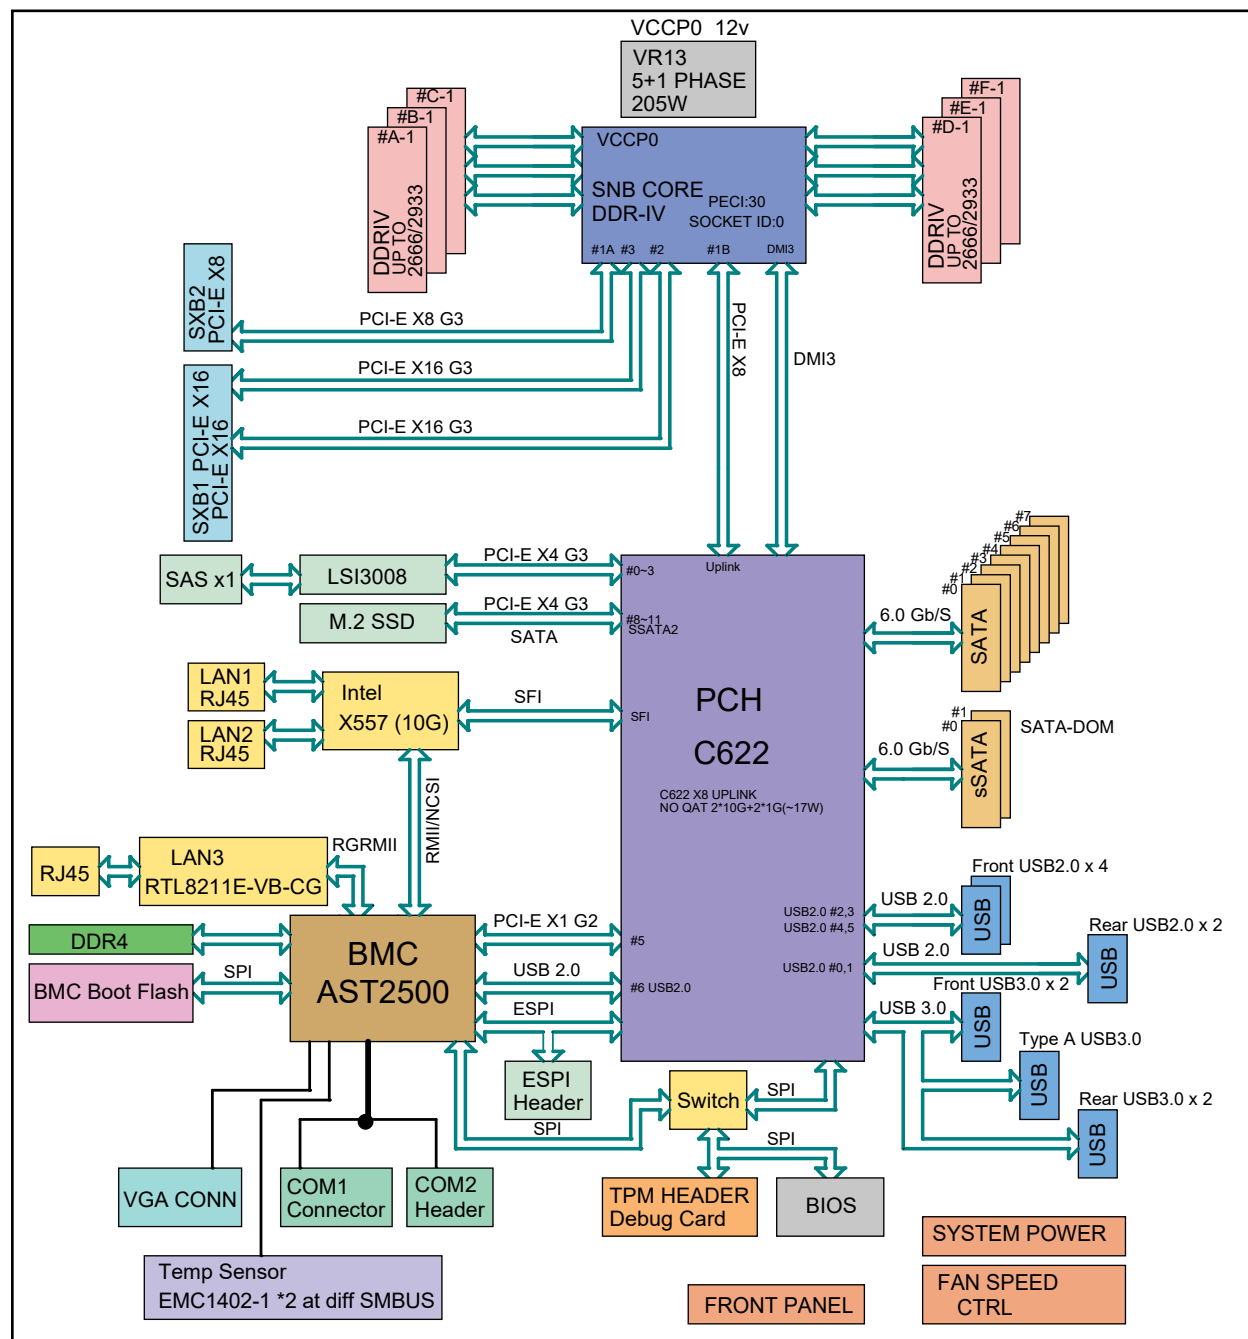 VCCP0 12v
VR13
5+1 PHASE
205W
#C-1
#B-1
#A-1
DDRIV
UP TO
2666/2933
#F-1
#E-1
#D-1
DDRIV
UP TO
2666/2933
VCCP0
SNB CORE
DDR-IV
PECI:30
SOCKET ID:0
#1A #3 #2 #1B DMI3
SXB2
PCI-E X8
PCI-E X8 G3
SXB1 PCI-E X16
PCI-E X16
PCI-E X16 G3
PCI-E X16 G3
PCI-E X8
DMI3
SAS x1
LSI3008
PCI-E X4 G3
#0~3
Uplink
M.2 SSD
PCI-E X4 G3
SATA
#8~11
SSATA2
LAN1
RJ45
LAN2
RJ45
Intel
X557 (10G)
SFI
SFI
PCH
C622
C622 X8 UPLINK
NO QAT 2*10G+2*1G(~17W)
6.0 Gb/S
#7
#6
#5
#4
#3
#2
#1
#0
SATA
6.0 Gb/S
#1
#0
sSATA
SATA-DOM
RMII/NCSI
RGRMII
RJ45
LAN3
RTL8211E-VB-CG
DDR4
BMC Boot Flash
SPI
BMC
AST2500
PCI-E X1 G2
#5
USB 2.0
#6 USB2.0
ESPI
ESPI
Header
USB2.0 #2,3
USB2.0 #4,5
USB 2.0
Front USB2.0 x 4
USB
USB2.0 #0,1
USB 2.0
Rear USB2.0 x 2
USB
USB 3.0
Front USB3.0 x 2
USB
Type A USB3.0
USB
Rear USB3.0 x 2
USB
Switch
SPI
SPI
SPI
VGA CONN
COM1
Connector
COM2
Header
TPM HEADER
Debug Card
BIOS
Temp Sensor
EMC1402-1 *2 at diff SMBUS
FRONT PANEL
SYSTEM POWER
FAN SPEED
CTRL